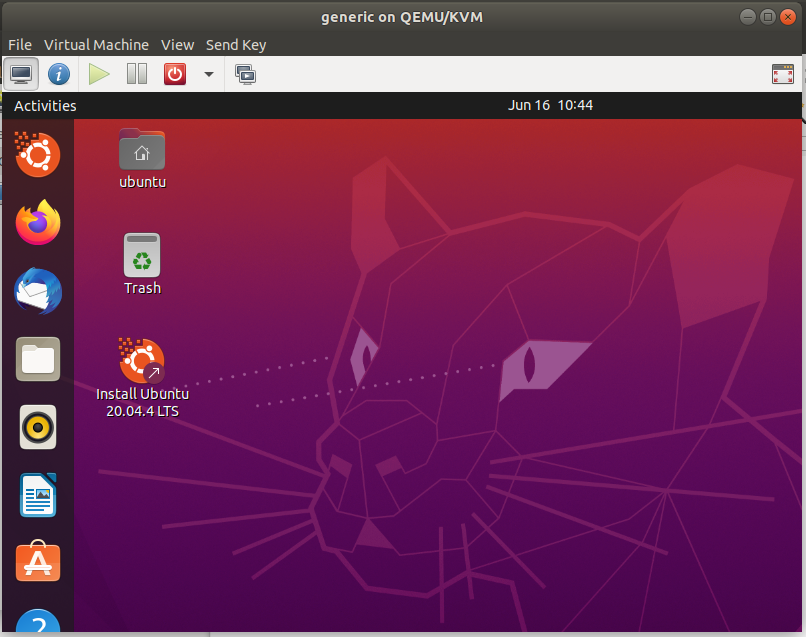 generic on QEMU/KVM
File Virtual Machine View Send Key
Activities
Jun 16 10:44
ubuntu
Trash
Install Ubuntu
20.04.4 LTS